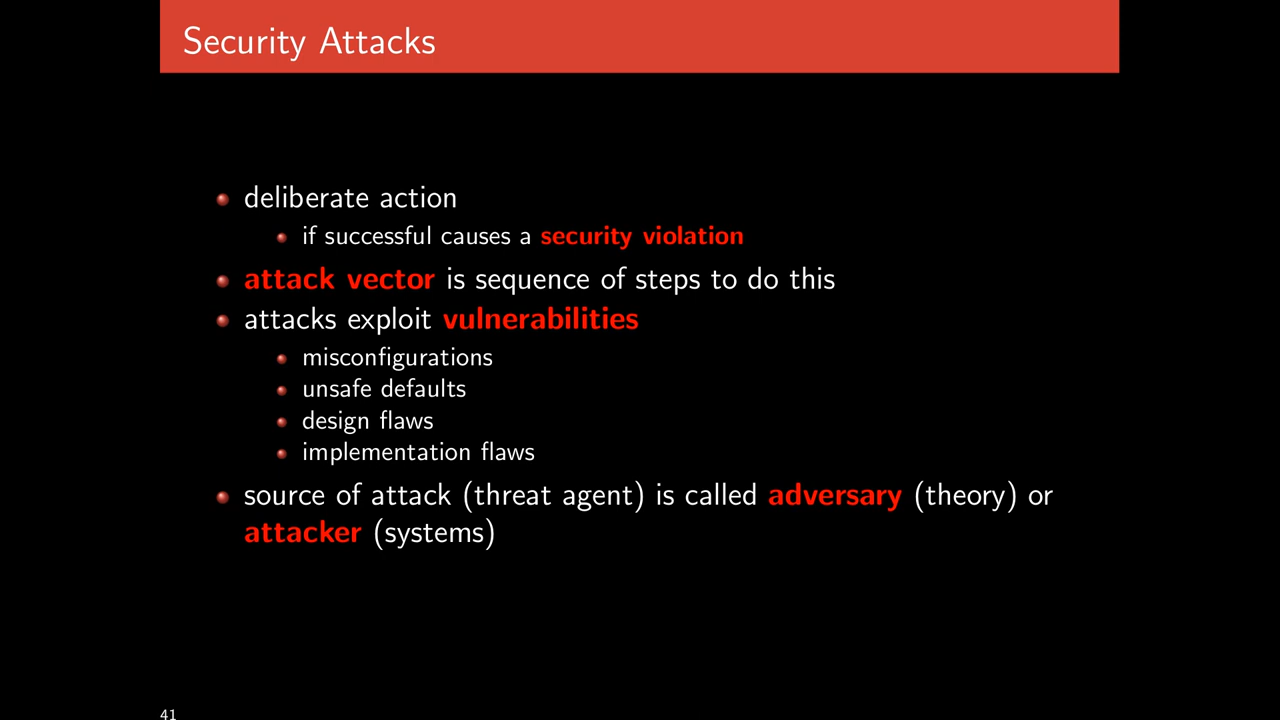 Security Attacks
deliberate action
if successful causes a security violation
attack vector is sequence of steps to do this
attacks exploit vulnerabilities
misconfigurations
unsafe defaults
design flaws
implementation flaws
source of attack (threat agent) is called adversary (theory) or
attacker (systems)
41